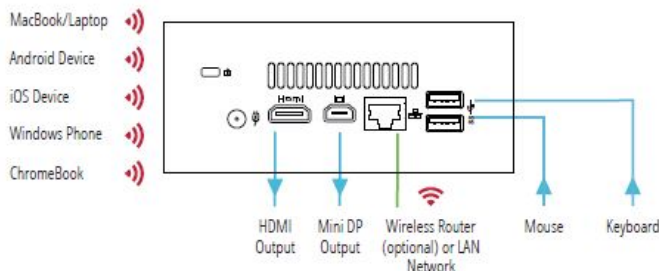 MacBook/Laptop
Android Device
iOS Device
Windows Phone
ChromeBook
Hami
HDMI
Output
Mini DP
Output
Wireless Router
(optional) or LAN
Network
Mouse
Keyboard